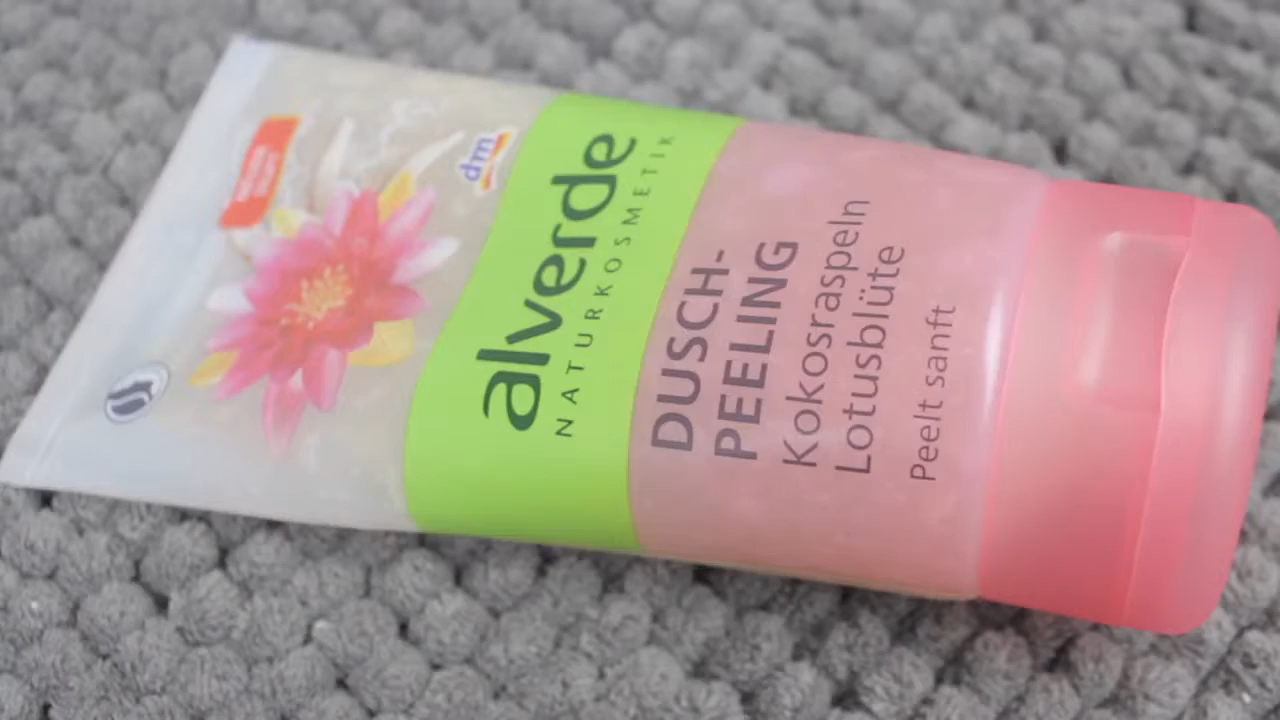 dm
alverde
NATURKOSMETIK
DUSCH-
PEELING
Kokosraspeln
Lotusblüte
Peelt sanft